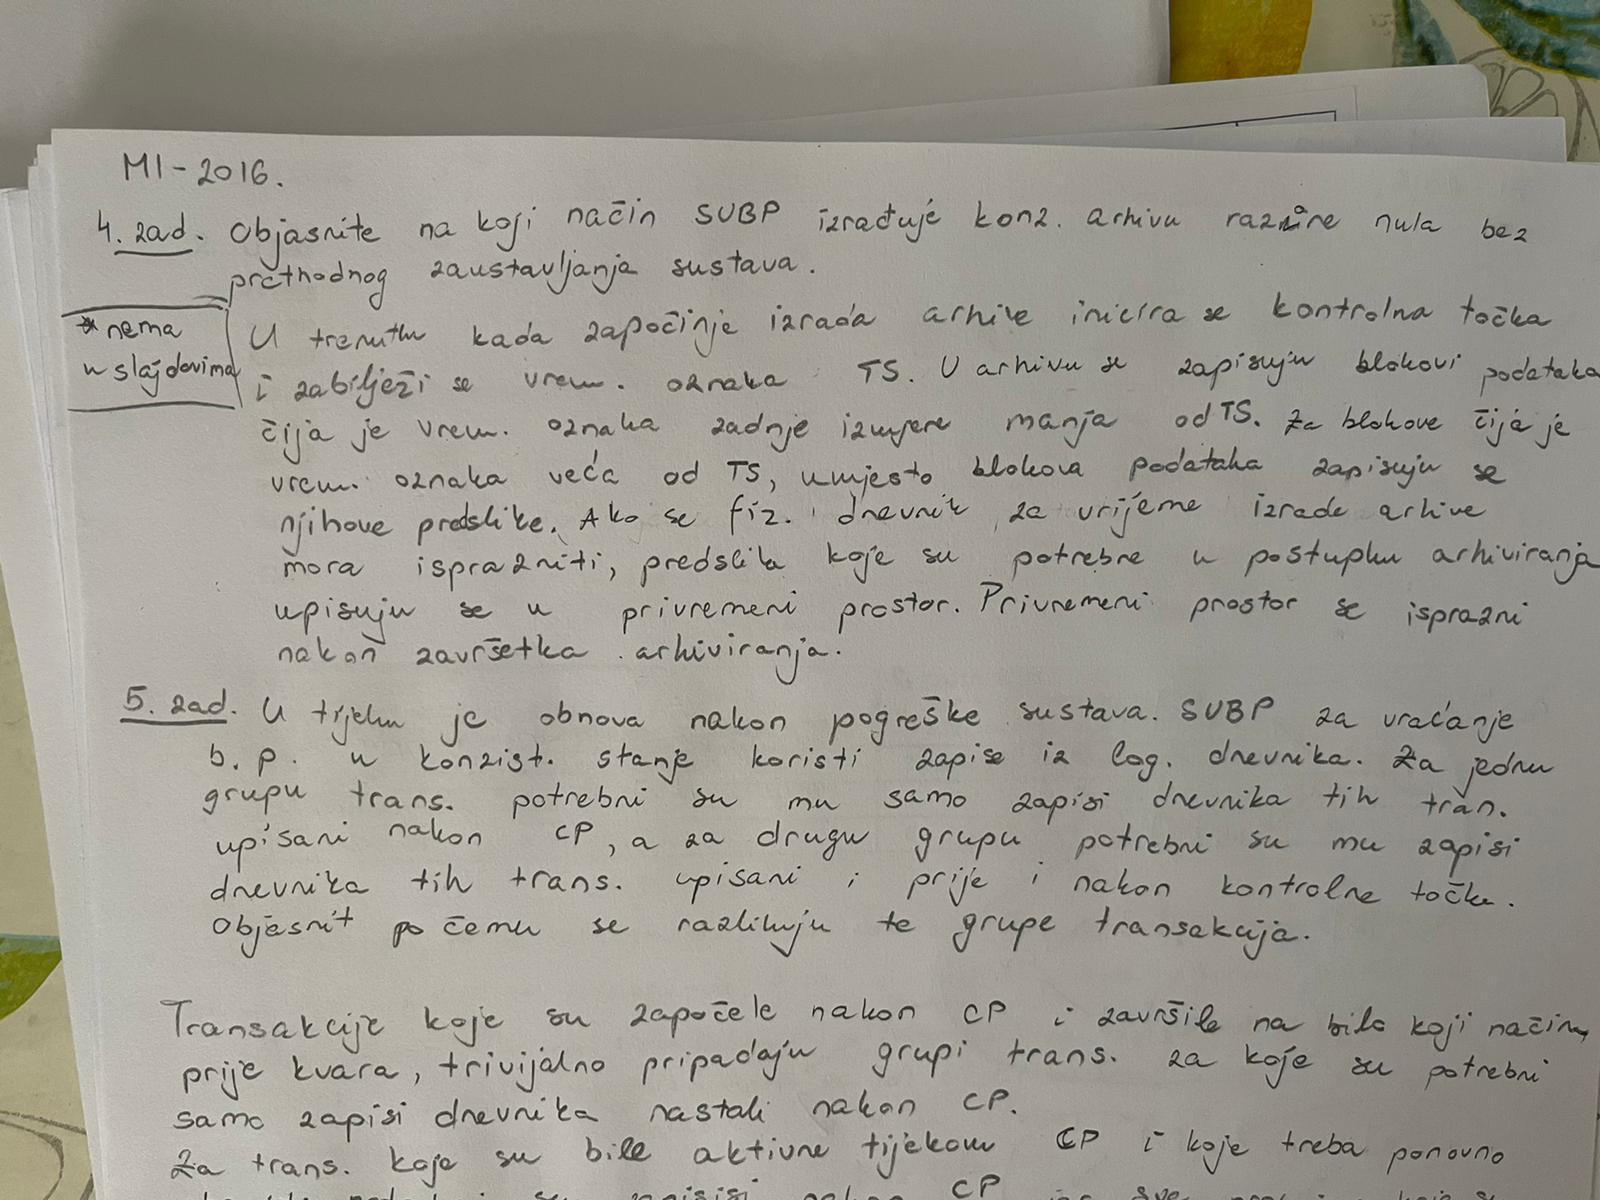 MI - 2016.
4. zad. Objasnite na koji način SUBP izrađuje konz. arhivu razine nula bez
prethodnog zaustavljanja sustava.
* nema
u slajdovima
U trenutku kada započinje izrada arhive inicira se kontrolna točka
i zabilježi se vrem. oznaka TS. U arhivu se zapisuju blokovi podataka
čija je vrem. oznaka zadnje izmjene manja od TS. Za blokove čija je
vrem. oznaka veća od TS, umjesto blokova podataka zapisuju se
njihove predslike. Ako se fiz. dnevnik za vrijeme izrade arhive
mora isprazniti, predslike koje su potrebne u postupku arhiviranja
upisuju se u privremeni prostor. Privremeni prostor se isprazni
nakon završetka arhiviranja.
5. zad. U tijeku je obnova nakon pogreške sustava. SUBP za vraćanje
b. p. u konzist. stanje koristi zapise iz log. dnevnika. Za jednu
grupu trans. potrebni su mu samo zapisi dnevnika tih tran.
upisani nakon CP, a za drugu grupu potrebni su mu zapisi
dnevnika tih trans. upisani i prije i nakon kontrolne točke.
Objasnit po čemu se razlikuju te grupe transakcija.
Transakcije koje su započele nakon CP i završile na bilo koji način,
prije kvara, trivijalno pripadaju grupi trans. za koje su potrebni
samo zapisi dnevnika nastali nakon CP.
Za trans. koje su bile aktivne tijekom CP i koje treba ponovno
su zapisi nakon CP